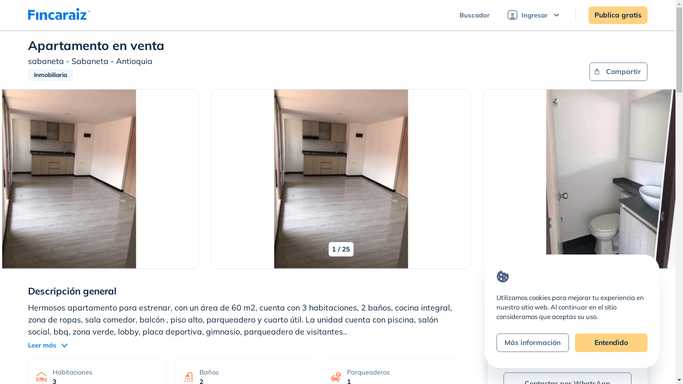 Fincaraiz
Buscador
Ingresar
Publica gratis
Apartamento en venta
sabaneta - Sabaneta - Antioquia
Inmobiliaria
Compartir
1 / 25
Descripción general
Hermosos apartamento para estrenar, con un área de 60 m2, cuenta con 3 habitaciones, 2 baños, cocina integral,
zona de ropas, sala comedor, balcón , piso alto, parqueadero y cuarto útil. La unidad cuenta con piscina, salón
social, bbq, zona verde, lobby, placa deportiva, gimnasio, parqueadero de visitantes..
Leer más
Habitaciones
3
Baños
2
Parqueaderos
1
Utilizamos cookies para mejorar tu experiencia en
nuestro sitio web. Al continuar en el sitio
consideramos que aceptas su uso.
Más información
Entendido
Contactar por WhatsApp